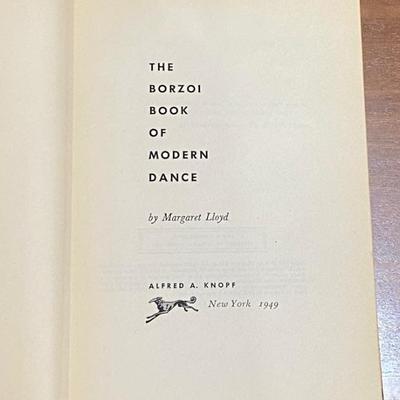 THE
BORZOI
BOOK
OF
MODERN
DANCE
by Margaret Lloyd
ALFRED A. KNOPF
New York 1949